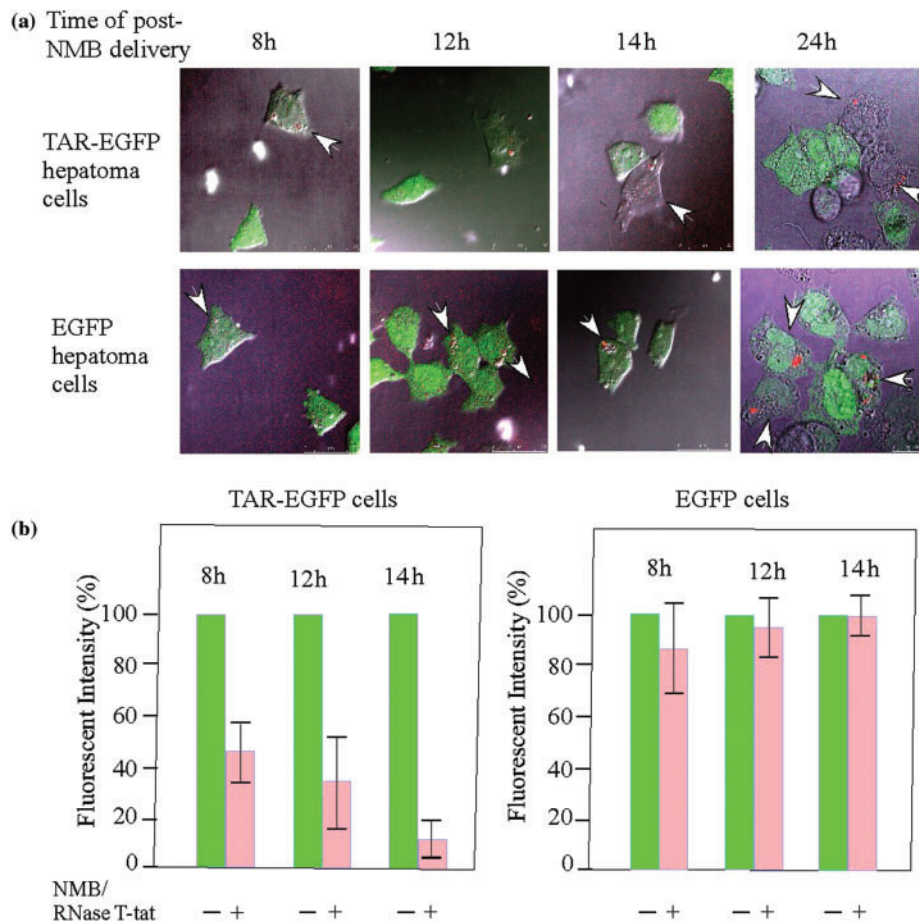 (a) Time of post-
NMB delivery
8h 12h 14h 24h
TAR-EGFP
hepatoma
cells
EGFP
hepatoma
cells
(b) TAR-EGFP cells EGFP cells
8h 12h 14h
Fluorescent Intensity (%)
100
80
60
40
20
0
8h 12h 14h
Fluorescent Intensity (%)
100
80
60
40
20
0
NMB/
RNase T-tat
– + – + – + – + – + – +